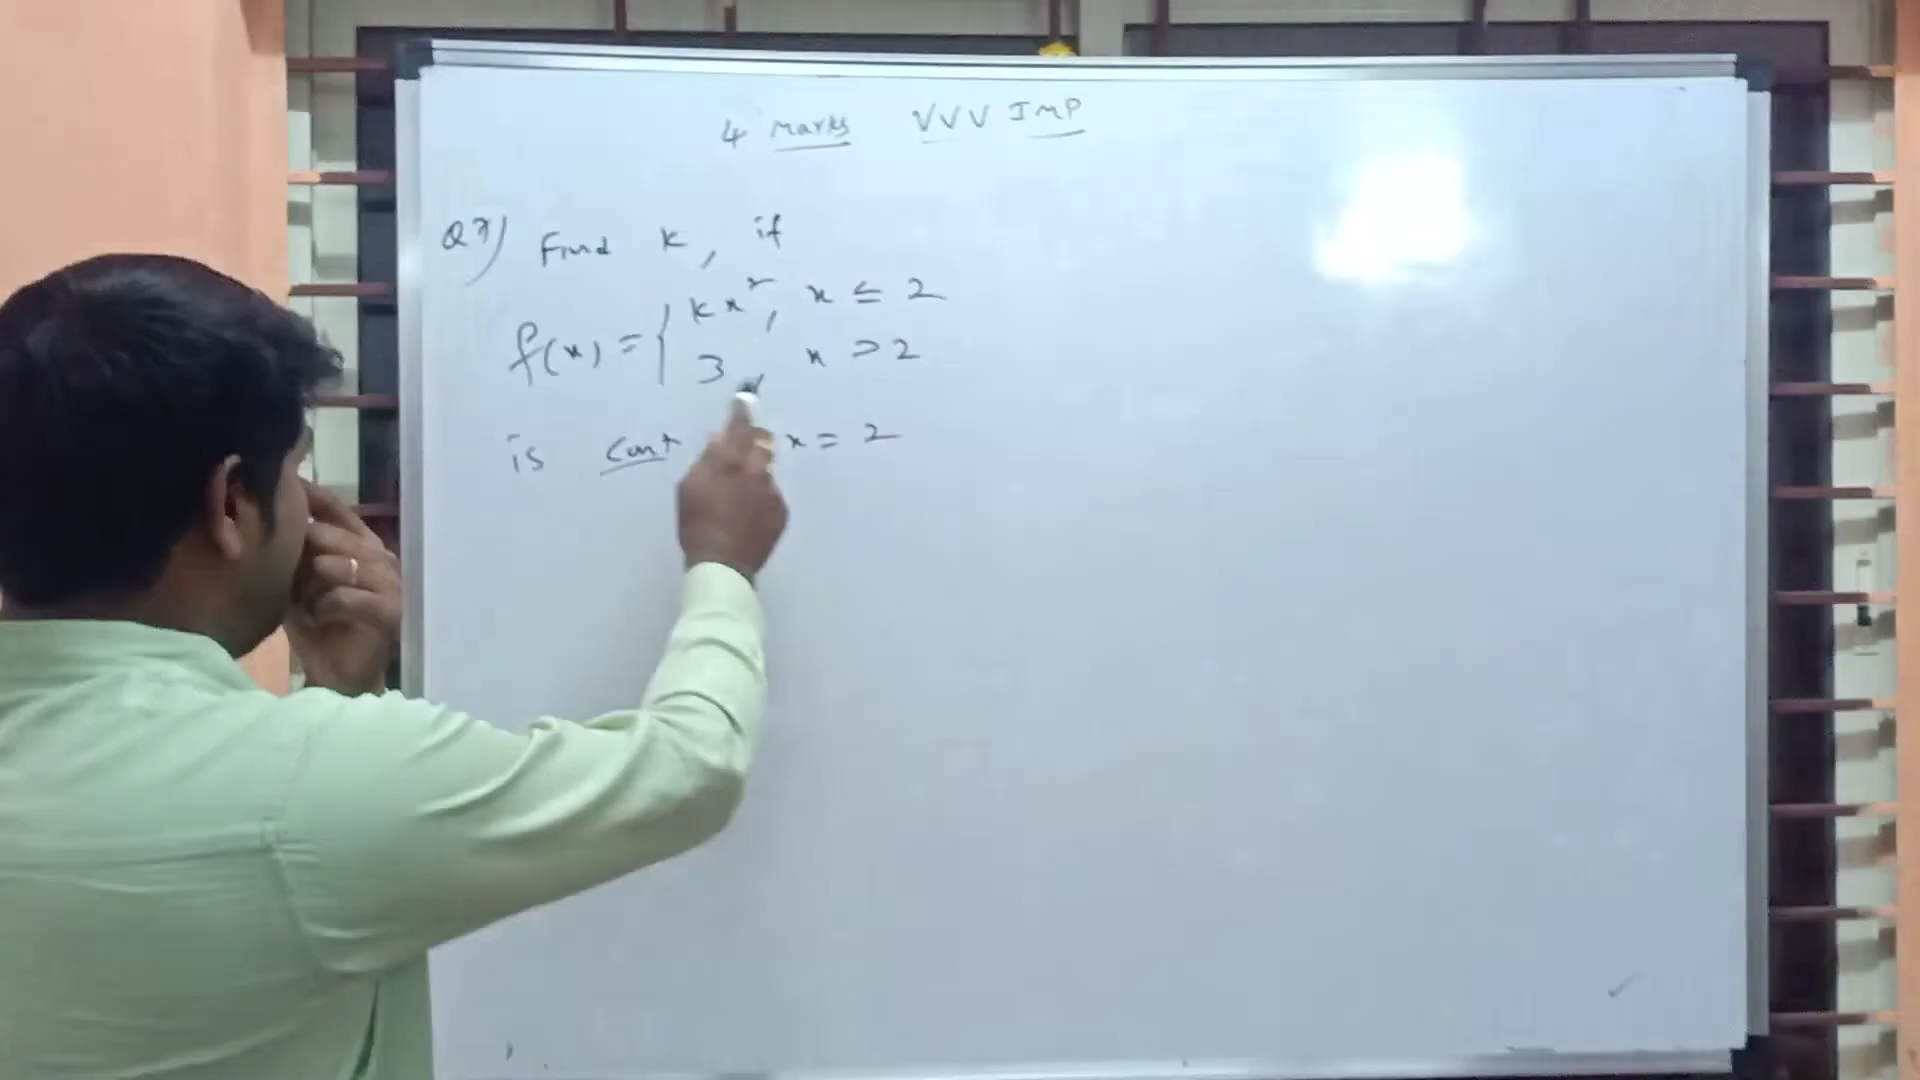 4 Marks VVV IMP
Q7) Find k, if
f(x) = { kx², x ≤ 2
3, x > 2
is cont x = 2